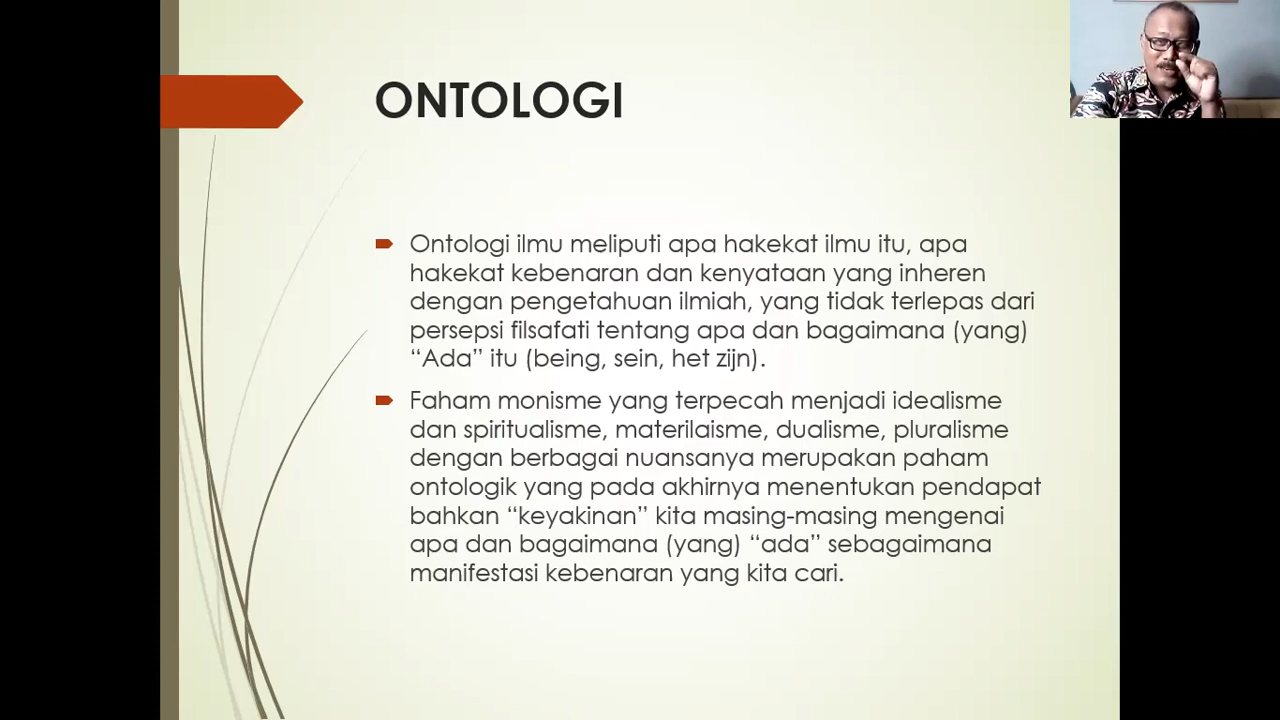 ONTOLOGI
Ontologi ilmu meliputi apa hakekat ilmu itu, apa
hakekat kebenaran dan kenyataan yang inheren
dengan pengetahuan ilmiah, yang tidak terlepas dari
persepsi filsafati tentang apa dan bagaimana (yang)
“Ada” itu (being, sein, het zijn).
Faham monisme yang terpecah menjadi idealisme
dan spiritualisme, materilaisme, dualisme, pluralisme
dengan berbagai nuansanya merupakan paham
ontologik yang pada akhirnya menentukan pendapat
bahkan “keyakinan” kita masing-masing mengenai
apa dan bagaimana (yang) “ada” sebagaimana
manifestasi kebenaran yang kita cari.